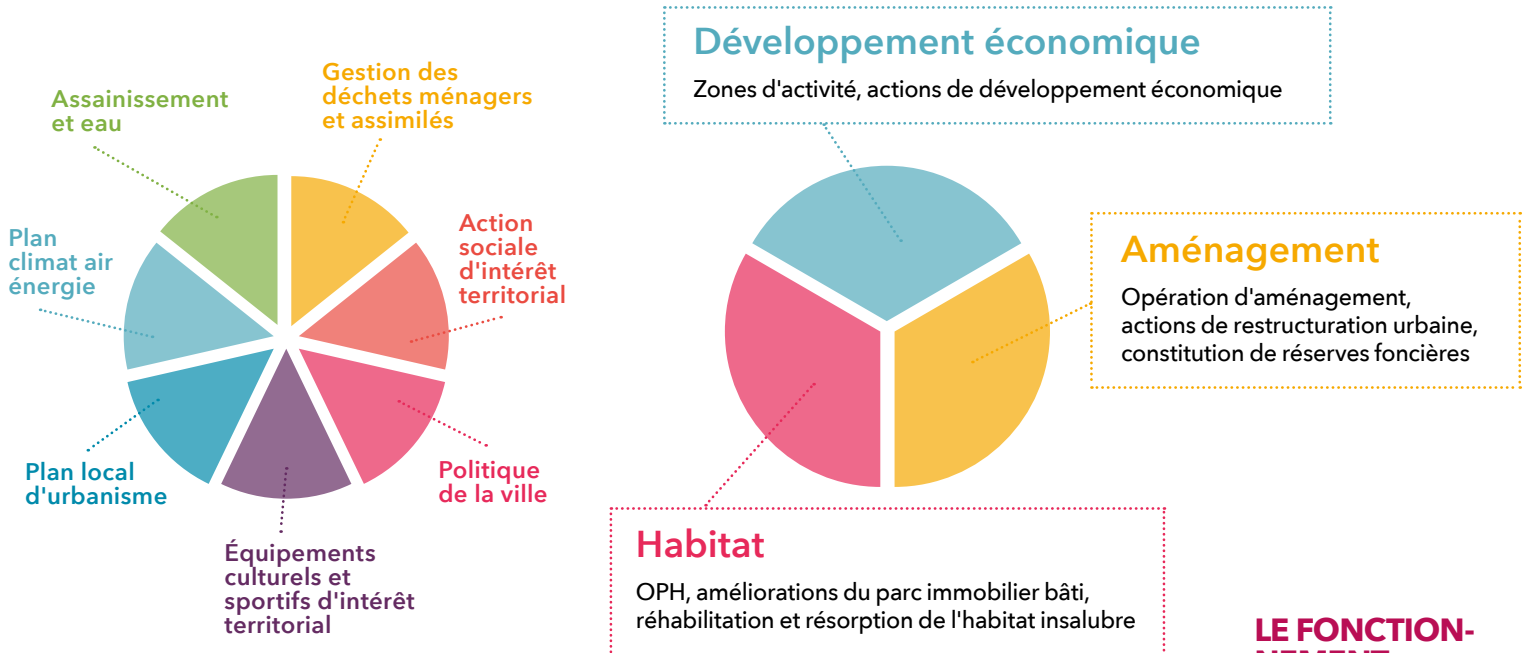 Assainissement
et eau
Gestion des
déchets ménagers
et assimilés
Action
sociale
d'intérêt
territorial
Politique
de la ville
Équipements
culturels et
sportifs d'intérêt
territorial
Plan local
d'urbanisme
Plan
climat air
énergie
Développement économique
Zones d'activité, actions de développement économique
Aménagement
Opération d'aménagement,
actions de restructuration urbaine,
constitution de réserves foncières
Habitat
OPH, améliorations du parc immobilier bâti,
réhabilitation et résorption de l'habitat insalubre
LE FONCTION-
NEMENT